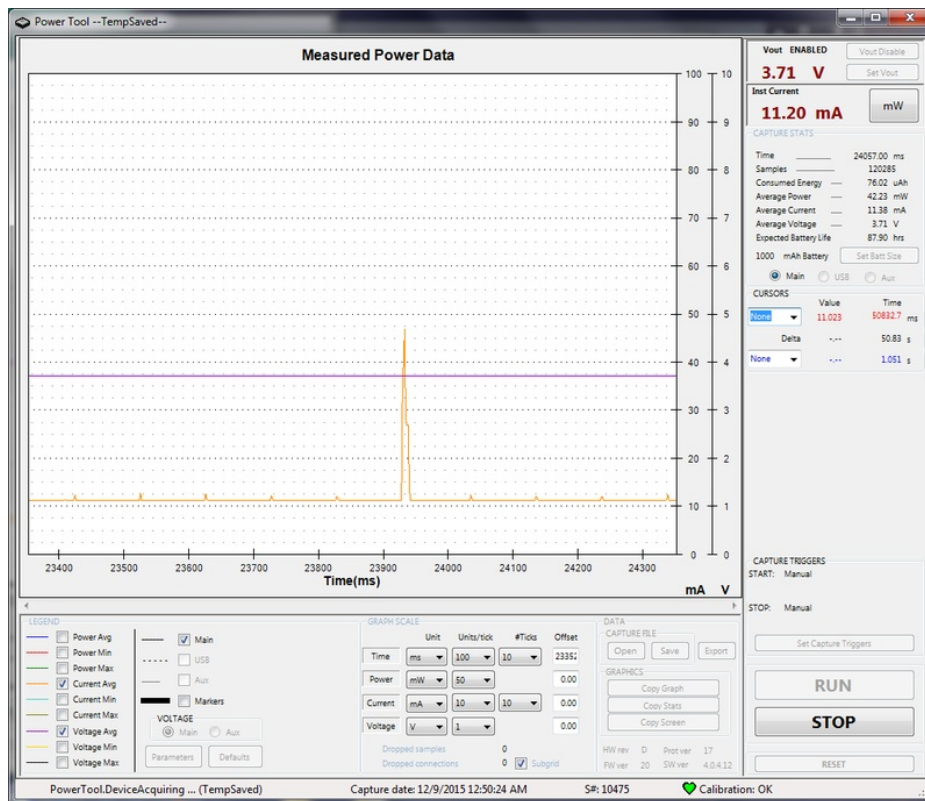 Power Tool --TempSaved--
Measured Power Data
100 10
90 9
80 8
70 7
60 6
50 5
40 4
30 3
20 2
10 1
0 0
23400 23500 23600 23700 23800 23900 24000 24100 24200 24300
Time(ms)
mA V
Vout ENABLED
Vout Disable
3.71 V
Set Vout
Inst Current
11.20 mA
mW
CAPTURE STATS
Time 24057.00 ms
Samples 120285
Consumed Energy 76.02 uAh
Average Power 42.23 mW
Average Current 11.38 mA
Average Voltage 3.71 V
Expected Battery Life 87.90 hrs
1000 mAh Battery Set Batt Size
Main USB Aux
CURSORS
Value Time
None 11.023 50832.7 ms
Delta -.-- 50.83 s
None -.-- 1.051 s
CAPTURE TRIGGERS
START: Manual
STOP: Manual
Set Capture Triggers
RUN
STOP
RESET
LEGEND
Power Avg
Power Min
Power Max
Current Avg
Current Min
Current Max
Voltage Avg
Voltage Min
Voltage Max
Main
USB
Aux
Markers
VOLTAGE
Main Aux
Parameters Defaults
GRAPH SCALE
Unit Units/tick #Ticks Offset
Time ms 100 10 23352
Power mW 50 0.00
Current mA 10 10 0.00
Voltage V 1 0.00
Dropped samples 0
Dropped connections 0 Subgrid
DATA
CAPTURE FILE
Open Save Export
GRAPHICS
Copy Graph
Copy Stats
Copy Screen
HW rev D Prot ver 17
FW ver 20 SW ver 4.0.4.12
PowerTool.DeviceAcquiring ... (TempSaved) Capture date: 12/9/2015 12:50:24 AM S#: 10475 Calibration: OK